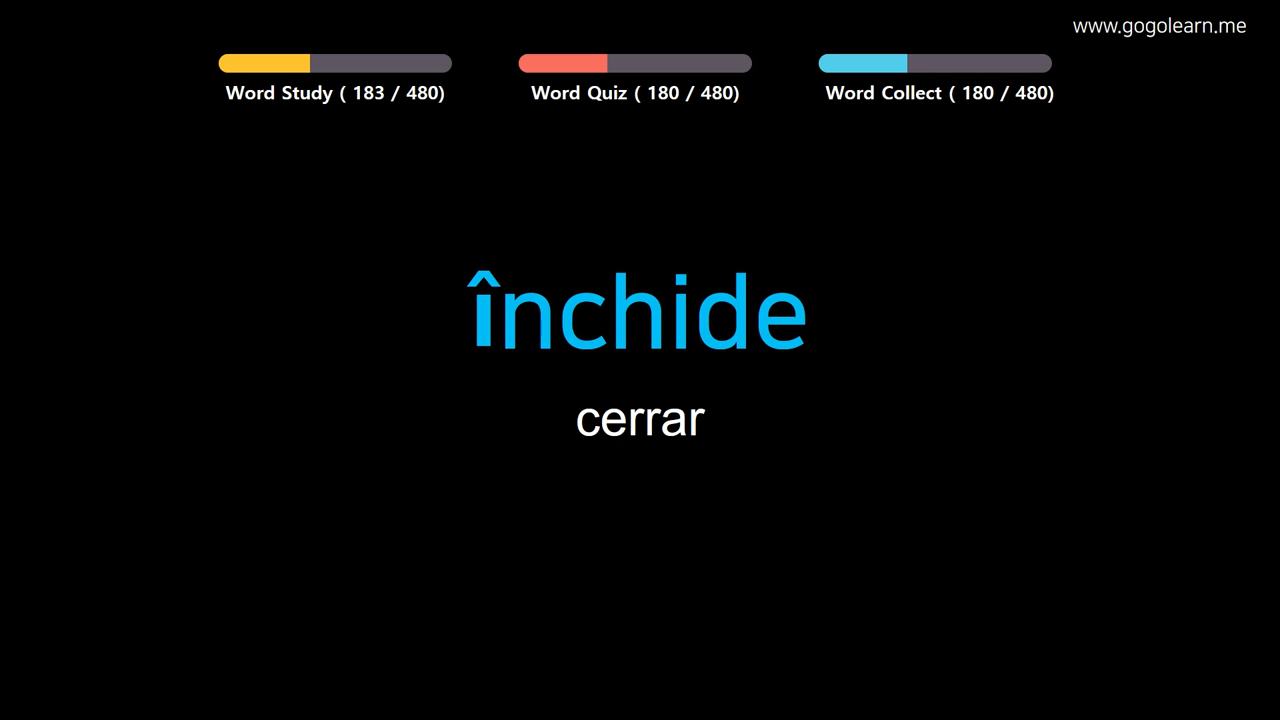 www.gogolearn.me
Word Study ( 183 / 480)
Word Quiz ( 180 / 480)
Word Collect ( 180 / 480)
închide
cerrar